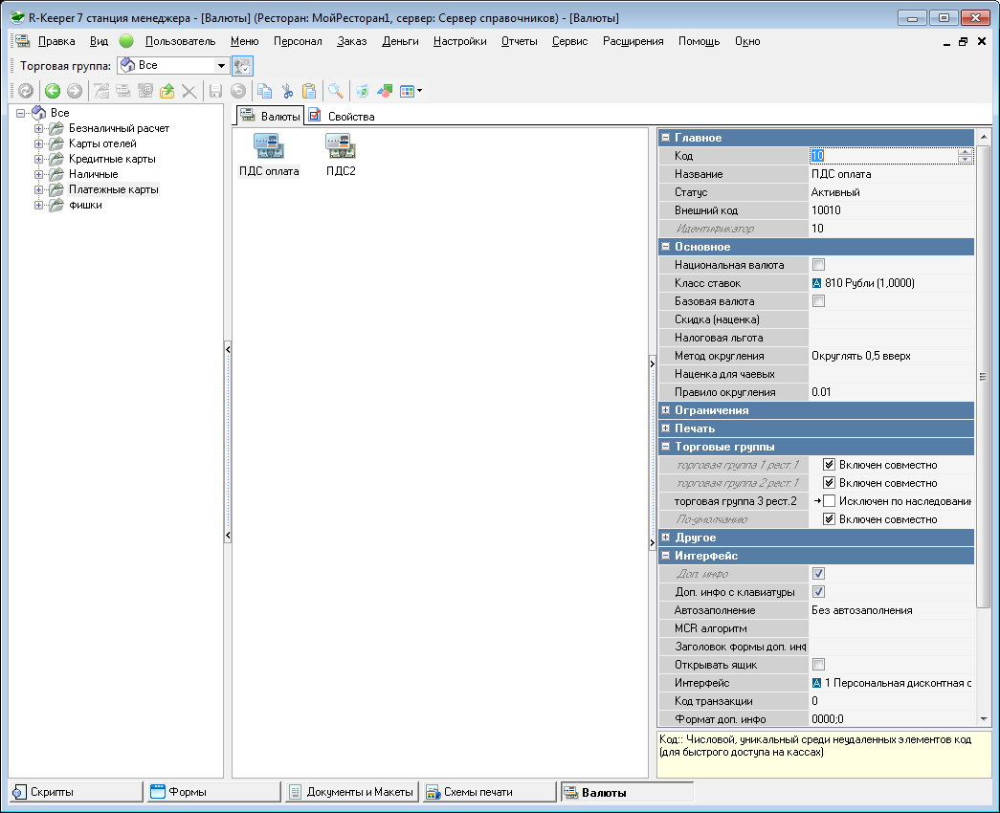 R-Keeper 7 станция менеджера - [Валюты] (Ресторан: МойРесторан1, сервер: Сервер справочников) - [Валюты]
Правка Вид Пользователь Меню Персонал Заказ Деньги Настройки Отчеты Сервис Расширения Помощь Окно
Торговая группа: Все
Все
Безналичный расчет
Карты отелей
Кредитные карты
Наличные
Платежные карты
Фишки
Валюты Свойства
ПДС оплата ПДС2
Главное
Код 10
Название ПДС оплата
Статус Активный
Внешний код 10010
Идентификатор 10
Основное
Национальная валюта
Класс ставок 810 Рубли (1,0000)
Базовая валюта
Скидка (наценка)
Налоговая льгота
Метод округления Округлять 0,5 вверх
Наценка для чаевых
Правило округления 0.01
Ограничения
Печать
Торговые группы
торговая группа 1 рест.1 Включен совместно
торговая группа 2 рест.1 Включен совместно
торговая группа 3 рест.2 Исключен по наследовани
По-умолчанию Включен совместно
Другое
Интерфейс
Доп. инфо
Доп. инфо с клавиатуры
Автозаполнение Без автозаполнения
MCR алгоритм
Заголовок формы доп. инф
Открывать ящик
Интерфейс 1 Персональная дисконтная с
Код транзакции 0
Формат доп. инфо 0000;0
Код:: Числовой, уникальный среди неудаленных элементов код
(для быстрого доступа на кассах)
Скрипты Формы Документы и Макеты Схемы печати Валюты